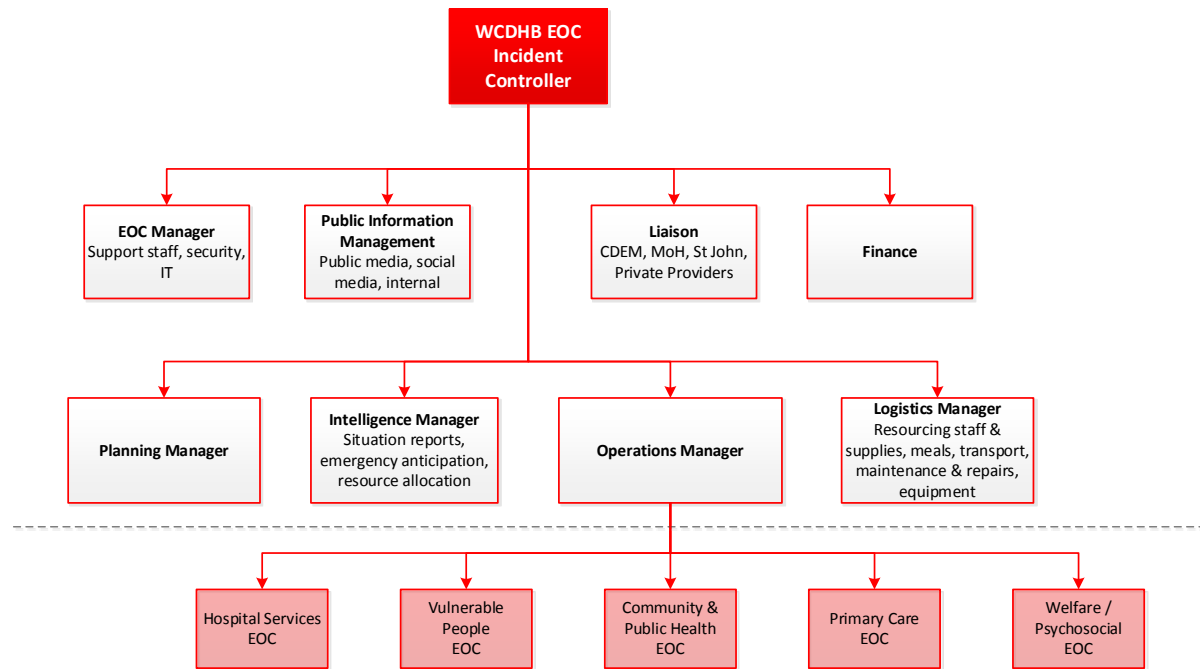 WCDHB EOC
Incident
Controller
EOC Manager
Support staff, security,
IT
Public Information
Management
Public media, social
media, internal
Liaison
CDEM, MoH, St John,
Private Providers
Finance
Planning Manager
Intelligence Manager
Situation reports,
emergency anticipation,
resource allocation
Operations Manager
Logistics Manager
Resourcing staff &
supplies, meals, transport,
maintenance & repairs,
equipment
Hospital Services
EOC
Vulnerable
People
EOC
Community &
Public Health
EOC
Primary Care
EOC
Welfare /
Psychosocial
EOC